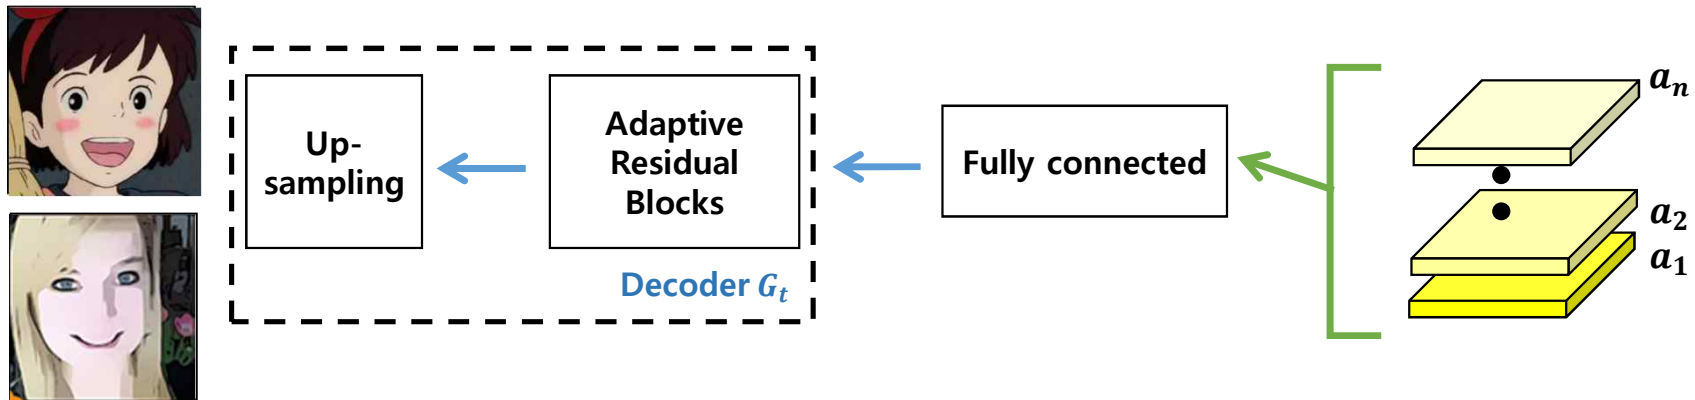 Up-
sampling
Adaptive
Residual
Blocks
Decoder G_t
Fully connected
a_n
a_2
a_1